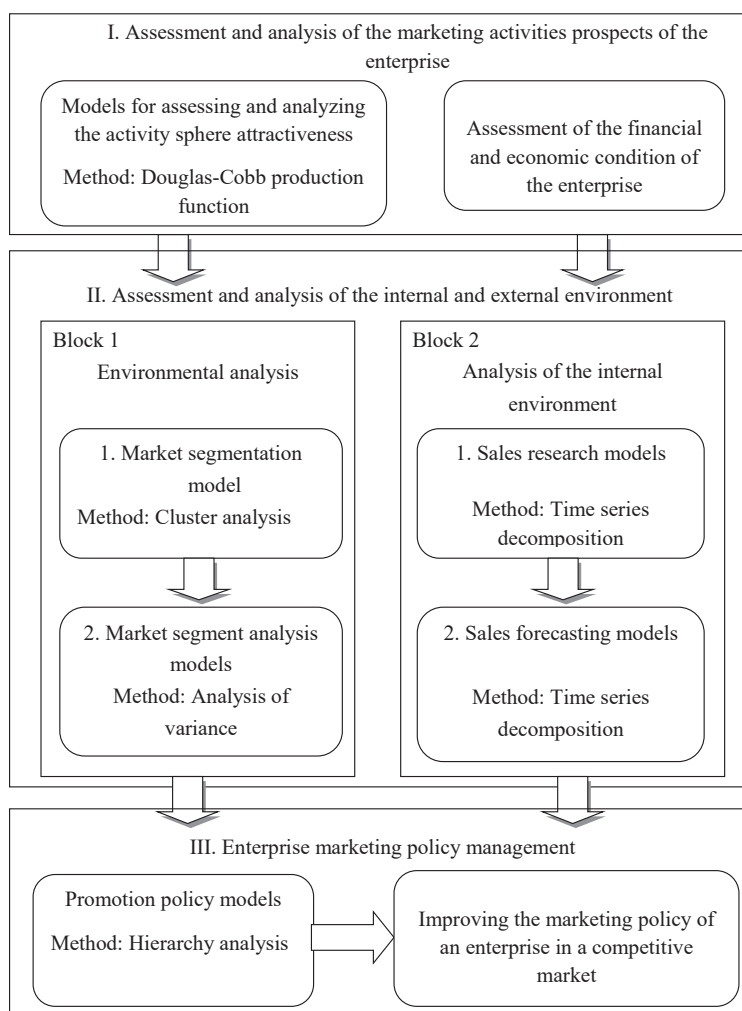 I. Assessment and analysis of the marketing activities prospects of the
enterprise
Models for assessing and analyzing
the activity sphere attractiveness
Method: Douglas-Cobb production
function
Assessment of the financial
and economic condition of
the enterprise
II. Assessment and analysis of the internal and external environment
Block 1
Environmental analysis
1. Market segmentation
model
Method: Cluster analysis
2. Market segment analysis
models
Method: Analysis of
variance
Block 2
Analysis of the internal
environment
1. Sales research models
Method: Time series
decomposition
2. Sales forecasting models
Method: Time series
decomposition
III. Enterprise marketing policy management
Promotion policy models
Method: Hierarchy analysis
Improving the marketing policy of
an enterprise in a competitive
market